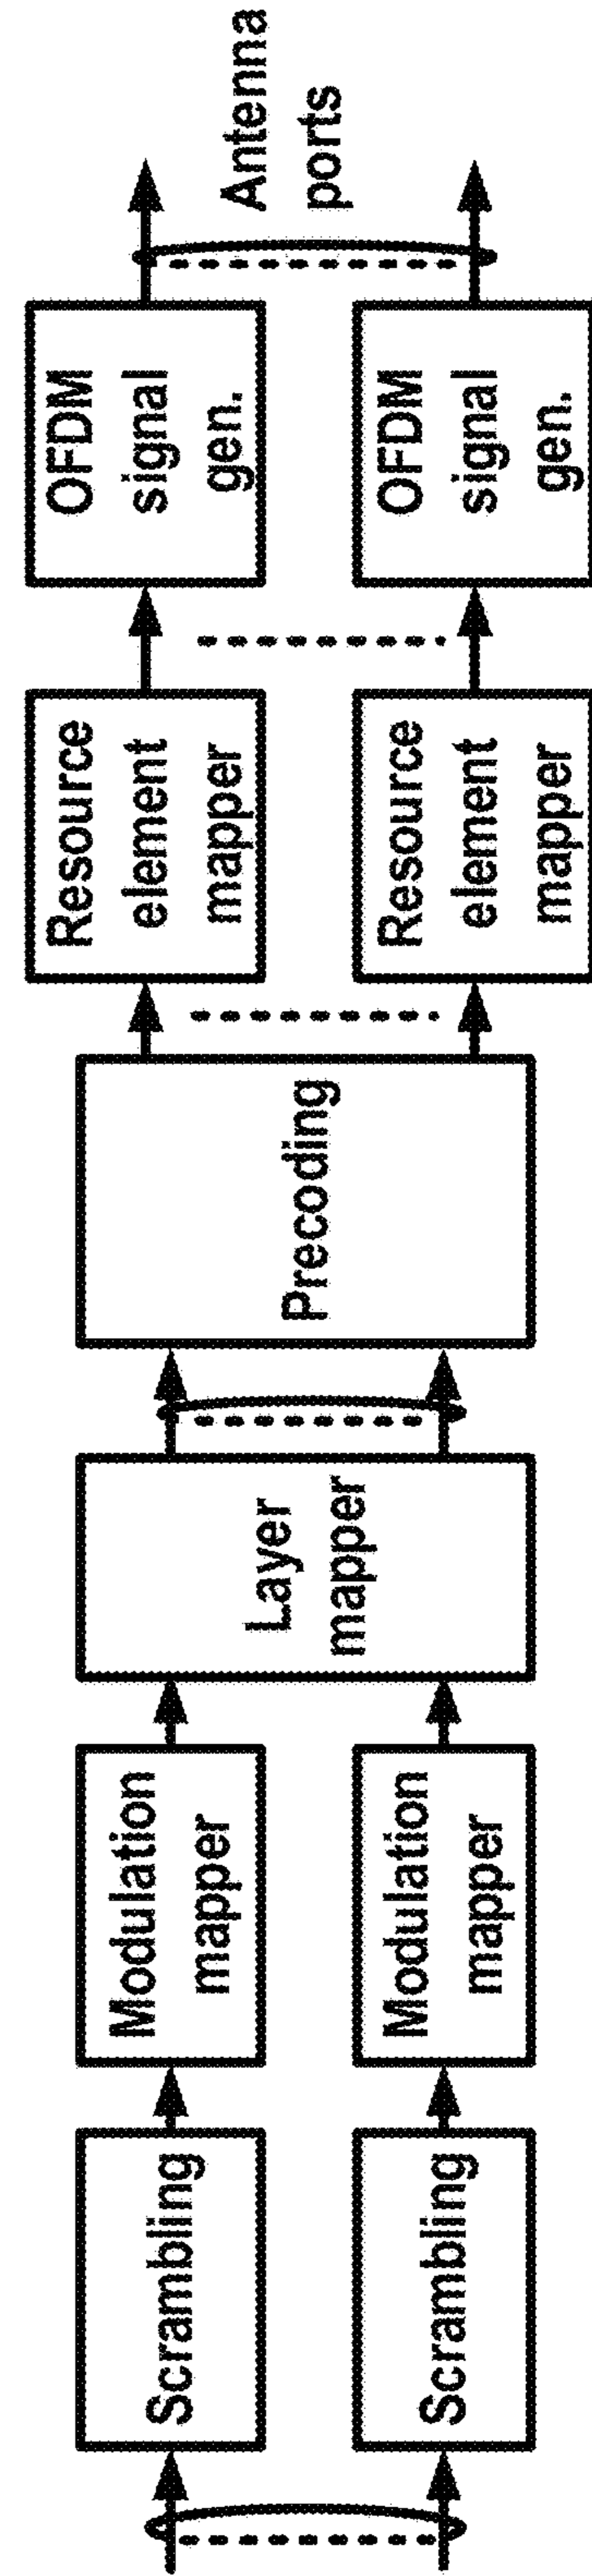 Scrambling
Scrambling
Modulation
mapper
Modulation
mapper
Layer
mapper
Precoding
Resource
element
mapper
Resource
element
mapper
OFDM
signal
gen.
OFDM
signal
gen.
Antenna
ports